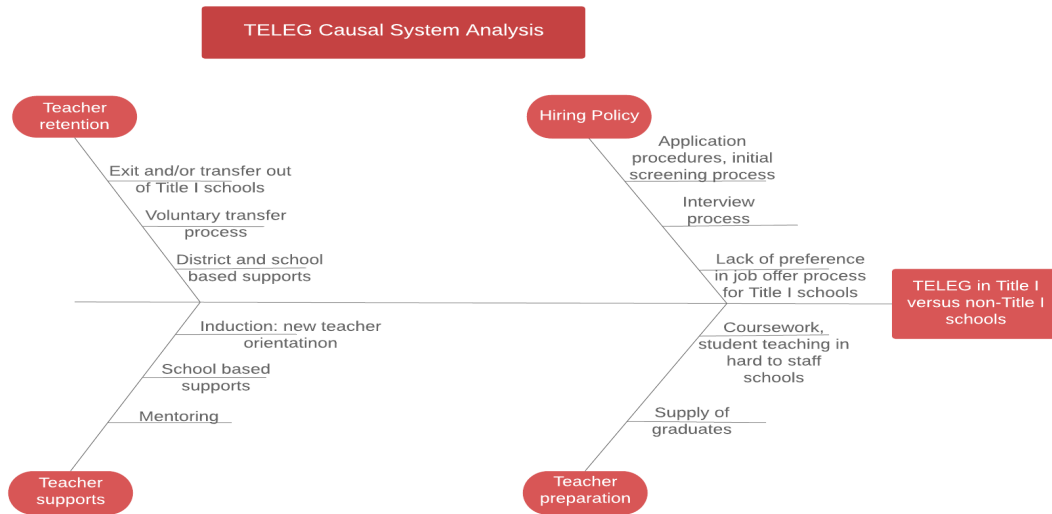 TELEG Causal System Analysis
Teacher
retention
Hiring Policy
Exit and/or transfer out
of Title I schools
Voluntary transfer
process
District and school
based supports
Application
procedures, initial
screening process
Interview
process
Lack of preference
in job offer process
for Title I schools
TELEG in Title I
versus non-Title I
schools
Induction: new teacher
orientatinon
School based
supports
Mentoring
Teacher
supports
Coursework,
student teaching in
hard to staff
schools
Supply of
graduates
Teacher
preparation